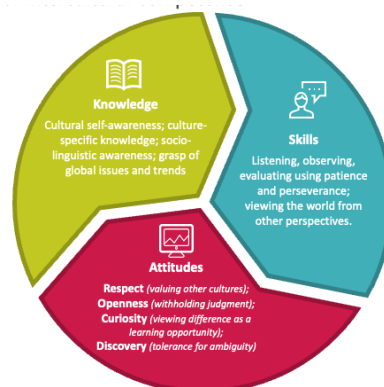 Knowledge
Cultural self-awareness; culture-
specific knowledge; socio-
linguistic awareness; grasp of
global issues and trends
Skills
Listening, observing,
evaluating using patience
and perseverance;
viewing the world from
other perspectives.
Attitudes
Respect (valuing other cultures);
Openness (withholding judgment);
Curiosity (viewing difference as a
learning opportunity);
Discovery (tolerance for ambiguity)